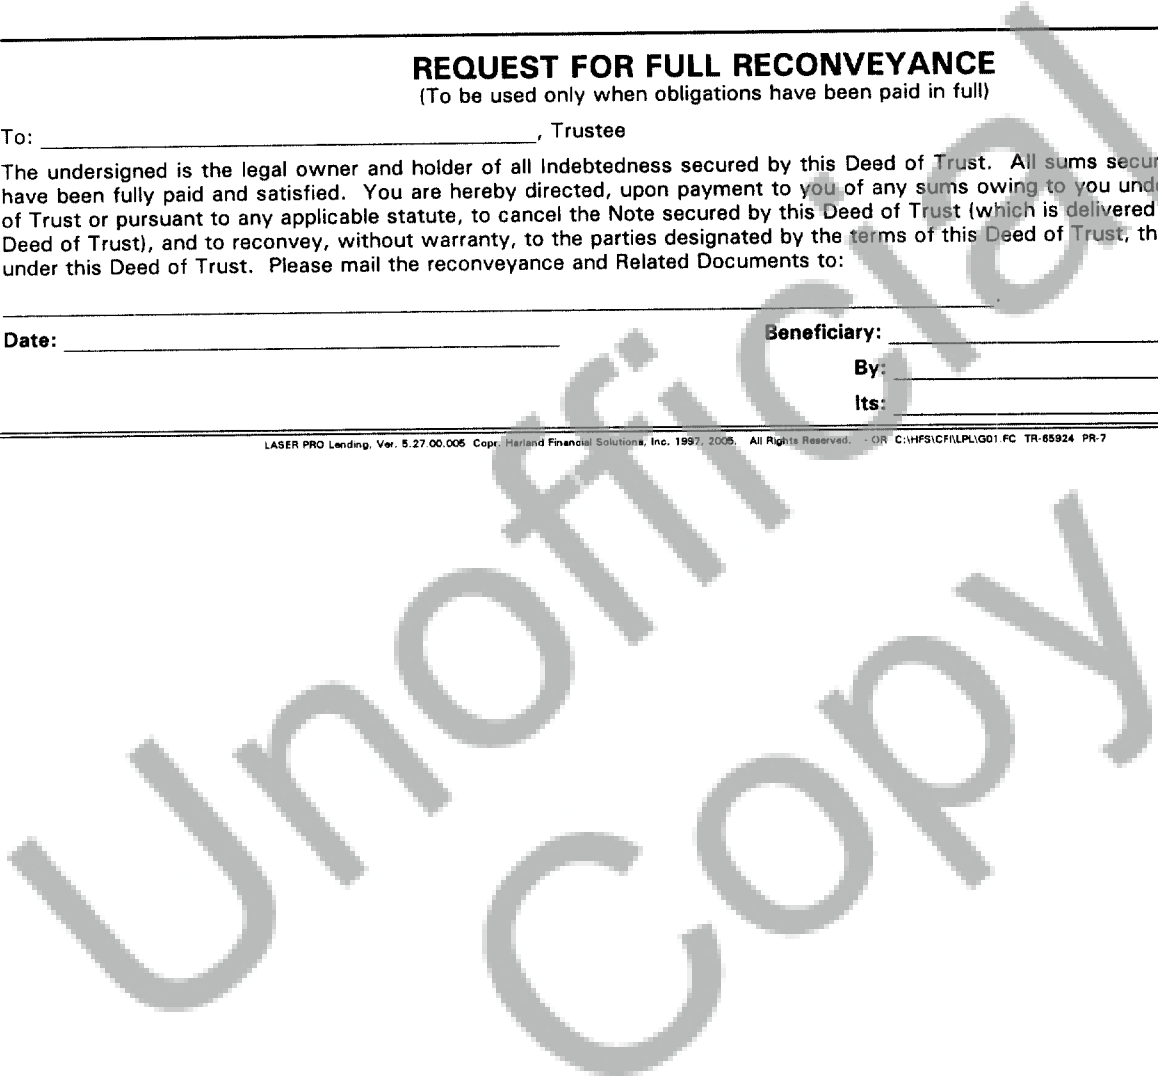 REQUEST FOR FULL RECONVEYANCE
(To be used only when obligations have been paid in full)
To: , Trustee
The undersigned is the legal owner and holder of all Indebtedness secured by this Deed of Trust. All sums secur
have been fully paid and satisfied. You are hereby directed, upon payment to you of any sums owing to you und
of Trust or pursuant to any applicable statute, to cancel the Note secured by this Deed of Trust (which is delivered
Deed of Trust), and to reconvey, without warranty, to the parties designated by the terms of this Deed of Trust, th
under this Deed of Trust. Please mail the reconveyance and Related Documents to:
Date: Beneficiary:
By:
Its:
LASER PRO Lending, Ver. 5.27.00.005 Copr. Harland Financial Solutions, Inc. 1997, 2005. All Rights Reserved. - OR C:\HFS\CFI\LPL\G01.FC TR-65924 PR-7
Unofficial
Copy